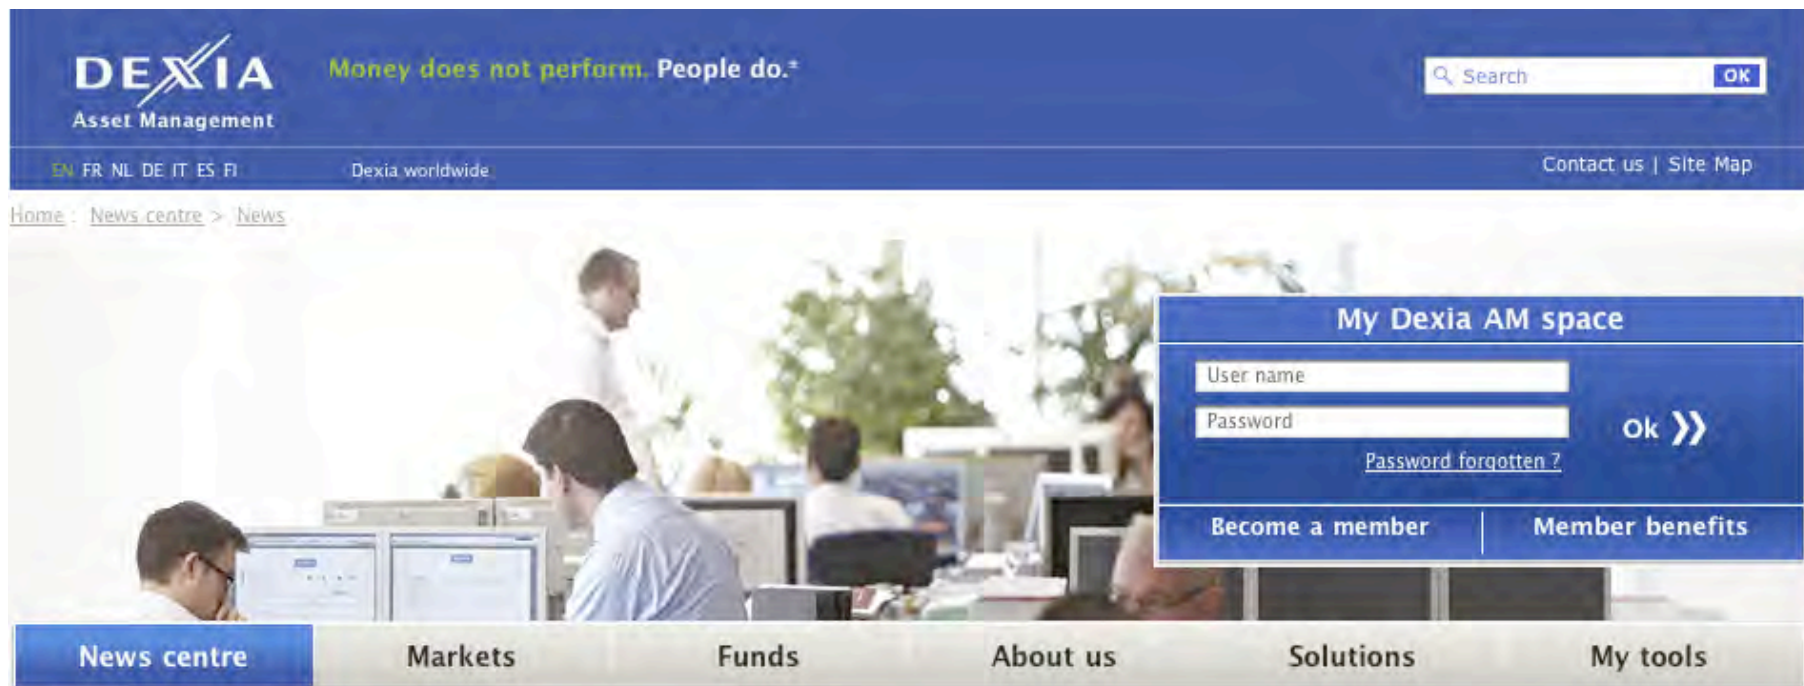 DEXIA
Asset Management
Money does not perform. People do.*
Search OK
EN FR NL DE IT ES FI
Dexia worldwide
Contact us | Site Map
Home : News centre > News
My Dexia AM space
User name
Password
Ok »
Password forgotten ?
Become a member
Member benefits
News centre
Markets
Funds
About us
Solutions
My tools